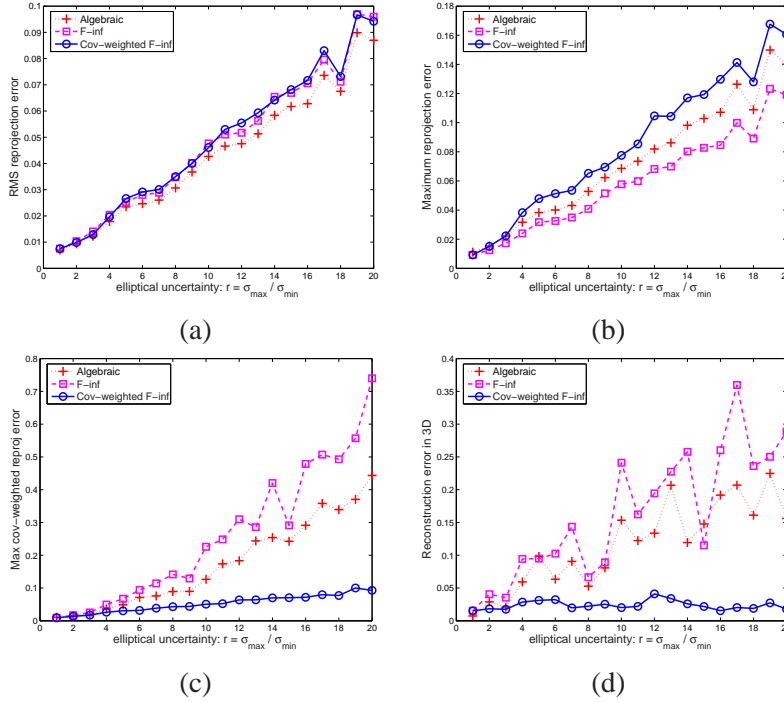 0.1
0.09
0.08
0.07
0.06
0.05
0.04
0.03
0.02
0.01
0
RMS reprojection error
Algebraic
F−inf
Cov−weighted F−inf
0 2 4 6 8 10 12 14 16 18 20
elliptical uncertainty: r = σmax / σmin
(a)
0.18
0.16
0.14
0.12
0.1
0.08
0.06
0.04
0.02
0
Maximum reprojection error
Algebraic
F−inf
Cov−weighted F−inf
0 2 4 6 8 10 12 14 16 18 20
elliptical uncertainty: r = σmax / σmin
(b)
0.8
0.7
0.6
0.5
0.4
0.3
0.2
0.1
0
Max cov−weighted reproj error
Algebraic
F−inf
Cov−weighted F−inf
0 2 4 6 8 10 12 14 16 18 20
elliptical uncertainty: r = σmax / σmin
(c)
0.4
0.35
0.3
0.25
0.2
0.15
0.1
0.05
0
Reconstruction error in 3D
Algebraic
F−inf
Cov−weighted F−inf
0 2 4 6 8 10 12 14 16 18 20
elliptical uncertainty: r = σmax / σmin
(d)